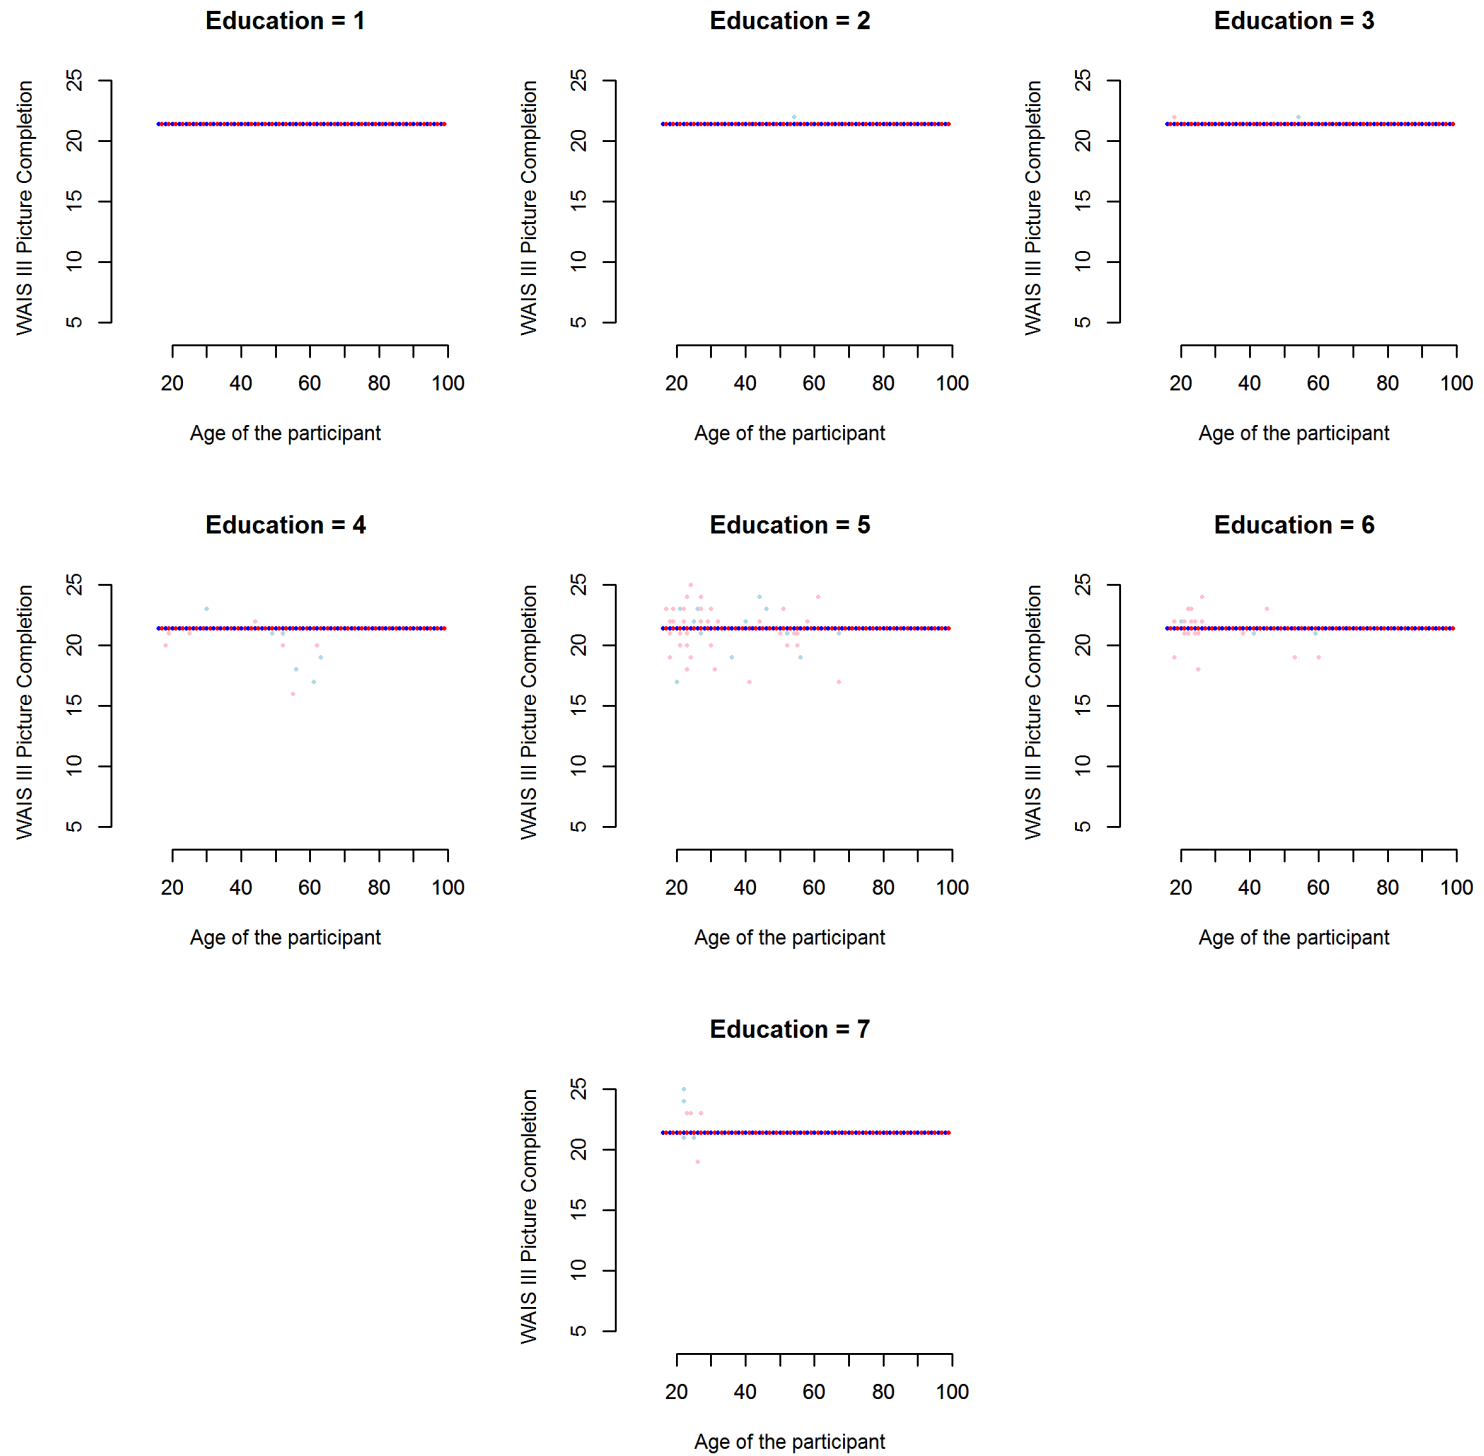 Education = 1
WAIS III Picture Completion
25
20
15
10
5
20 40 60 80 100
Age of the participant
Education = 2
WAIS III Picture Completion
25
20
15
10
5
20 40 60 80 100
Age of the participant
Education = 3
WAIS III Picture Completion
25
20
15
10
5
20 40 60 80 100
Age of the participant
Education = 4
WAIS III Picture Completion
25
20
15
10
5
20 40 60 80 100
Age of the participant
Education = 5
WAIS III Picture Completion
25
20
15
10
5
20 40 60 80 100
Age of the participant
Education = 6
WAIS III Picture Completion
25
20
15
10
5
20 40 60 80 100
Age of the participant
Education = 7
WAIS III Picture Completion
25
20
15
10
5
20 40 60 80 100
Age of the participant